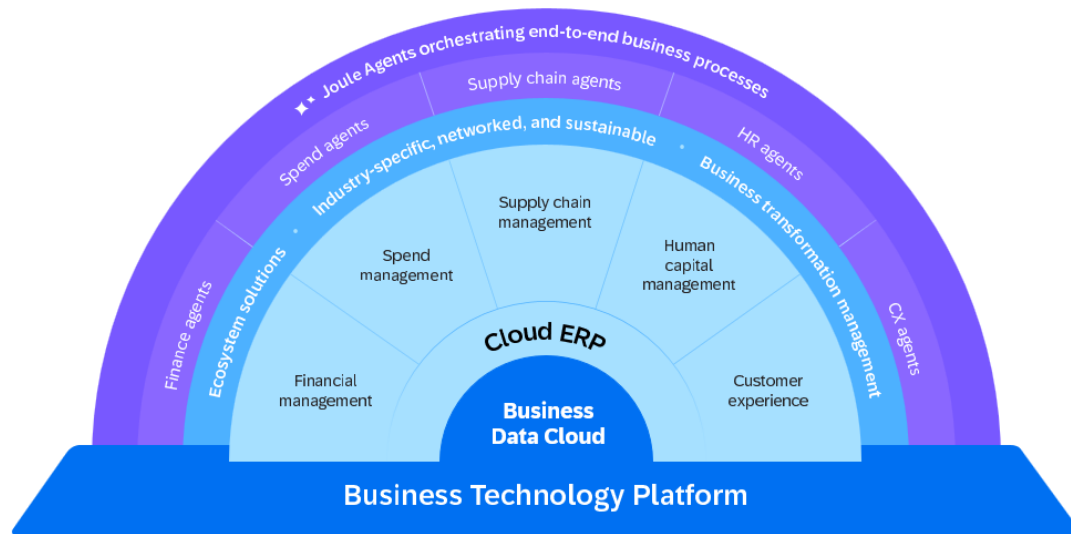 Joule Agents orchestrating end-to-end business processes
Finance agents
Spend agents
Supply chain agents
HR agents
CX agents
Ecosystem solutions • Industry-specific, networked, and sustainable • Business transformation management
Financial
management
Spend
management
Supply chain
management
Human
capital
management
Customer
experience
Cloud ERP
Business
Data Cloud
Business Technology Platform